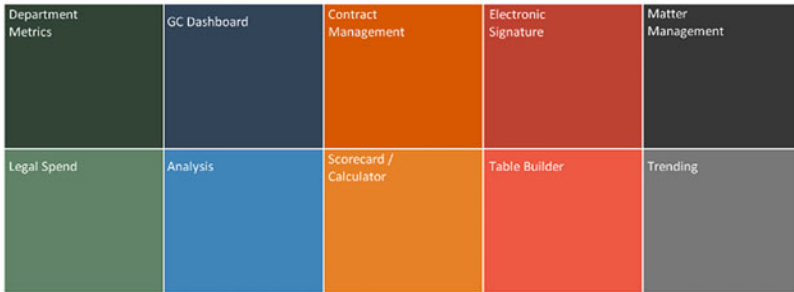 Department
Metrics
GC Dashboard
Contract
Management
Electronic
Signature
Matter
Management
Legal Spend
Analysis
Scorecard /
Calculator
Table Builder
Trending